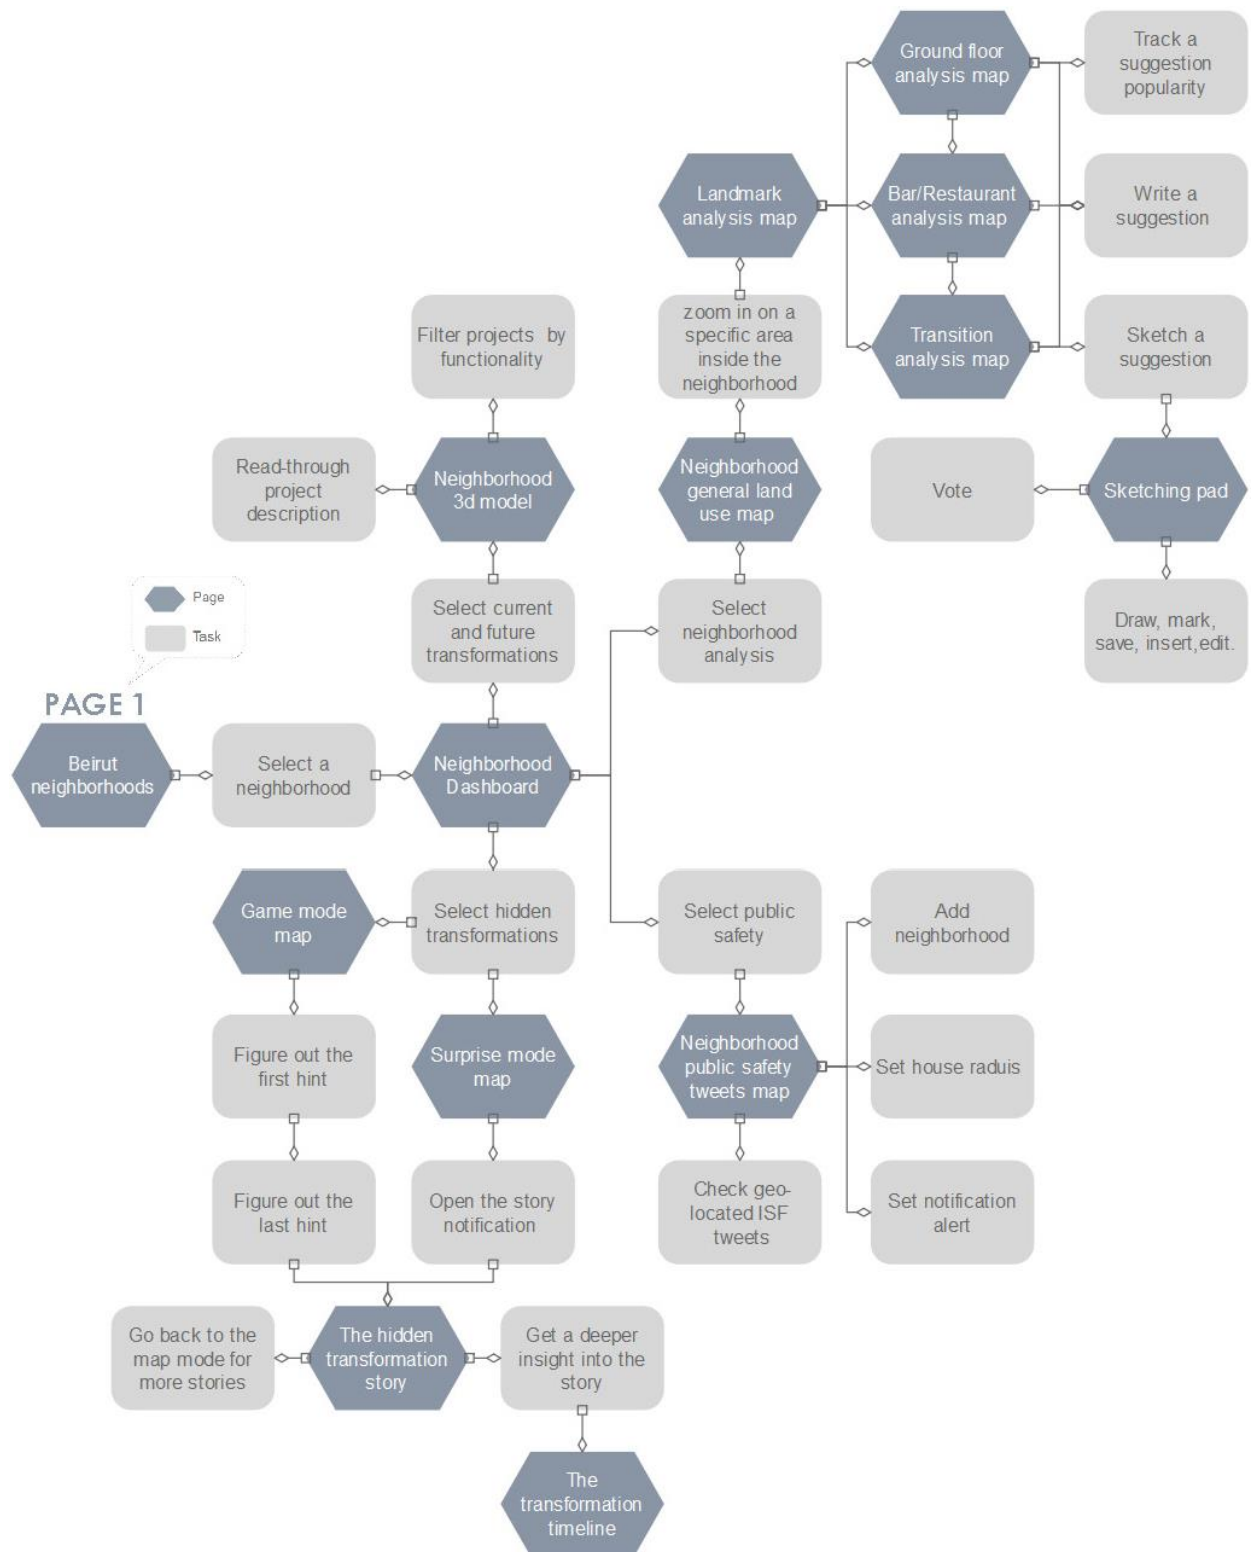 Ground floor
analysis map
Track a
suggestion
popularity
Landmark
analysis map
Bar/Restaurant
analysis map
Write a
suggestion
Filter projects by
functionality
zoom in on a
specific area
inside the
neighborhood
Transition
analysis map
Sketch a
suggestion
Read-through
project
description
Neighborhood
3d model
Neighborhood
general land
use map
Vote
Sketching pad
Page
Task
Select current
and future
transformations
Select
neighborhood
analysis
Draw, mark,
save, insert,edit.
PAGE 1
Beirut
neighborhoods
Select a
neighborhood
Neighborhood
Dashboard
Game mode
map
Select hidden
transformations
Select public
safety
Add
neighborhood
Figure out the
first hint
Surprise mode
map
Neighborhood
public safety
tweets map
Set house raduis
Figure out the
last hint
Open the story
notification
Check geo-
located ISF
tweets
Set notification
alert
Go back to the
map mode for
more stories
The hidden
transformation
story
Get a deeper
insight into the
story
The
transformation
timeline